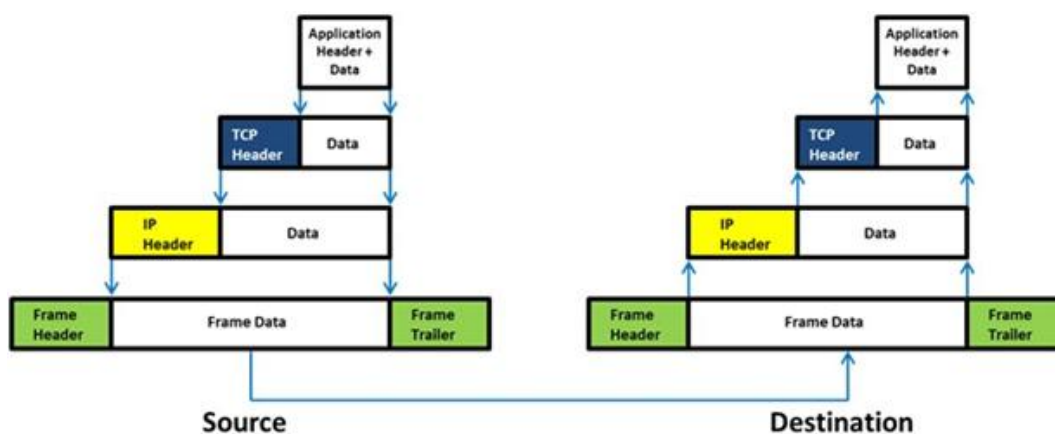 Application
Header +
Data
Application
Header +
Data
TCP
Header
Data
TCP
Header
Data
IP
Header
Data
IP
Header
Data
Frame
Header
Frame Data
Frame
Trailer
Frame
Header
Frame Data
Frame
Trailer
Source
Destination